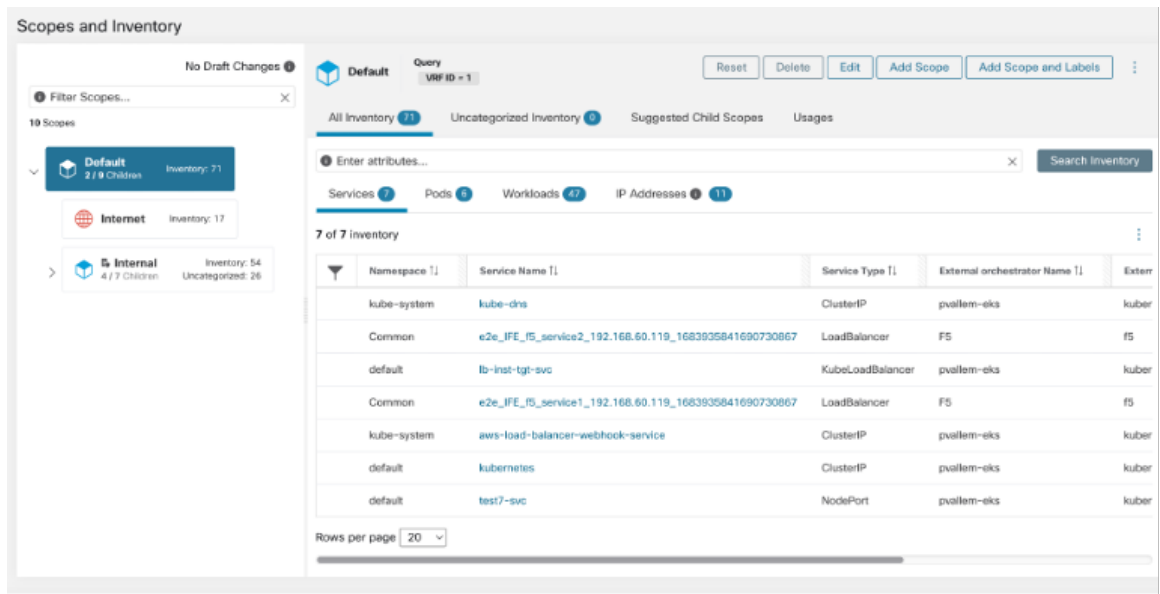 Scopes and Inventory
No Draft Changes
Filter Scopes...
10 Scopes
Default
2 / 9 Children
Inventory: 71
Internet
Inventory: 17
Internal
4 / 7 Children
Inventory: 54
Uncategorized: 26
Default
Query
VRF ID = 1
Reset
Delete
Edit
Add Scope
Add Scope and Labels
All Inventory 71
Uncategorized Inventory 0
Suggested Child Scopes
Usages
Enter attributes...
Search Inventory
Services 7
Pods 6
Workloads 47
IP Addresses 11
7 of 7 inventory
Namespace Service Name Service Type External orchestrator Name Extern
kube-system kube-dns ClusterIP pvallem-eks kuber
Common e2e_IFE_f5_service2_192.168.60.119_1683935841690730867 LoadBalancer F5 f5
default lb-inst-tgt-svc KubeLoadBalancer pvallem-eks kuber
Common e2e_IFE_f5_service1_192.168.60.119_1683935841690730867 LoadBalancer F5 f5
kube-system aws-load-balancer-webhook-service ClusterIP pvallem-eks kuber
default kubernetes ClusterIP pvallem-eks kuber
default test7-svc NodePort pvallem-eks kuber
Rows per page 20